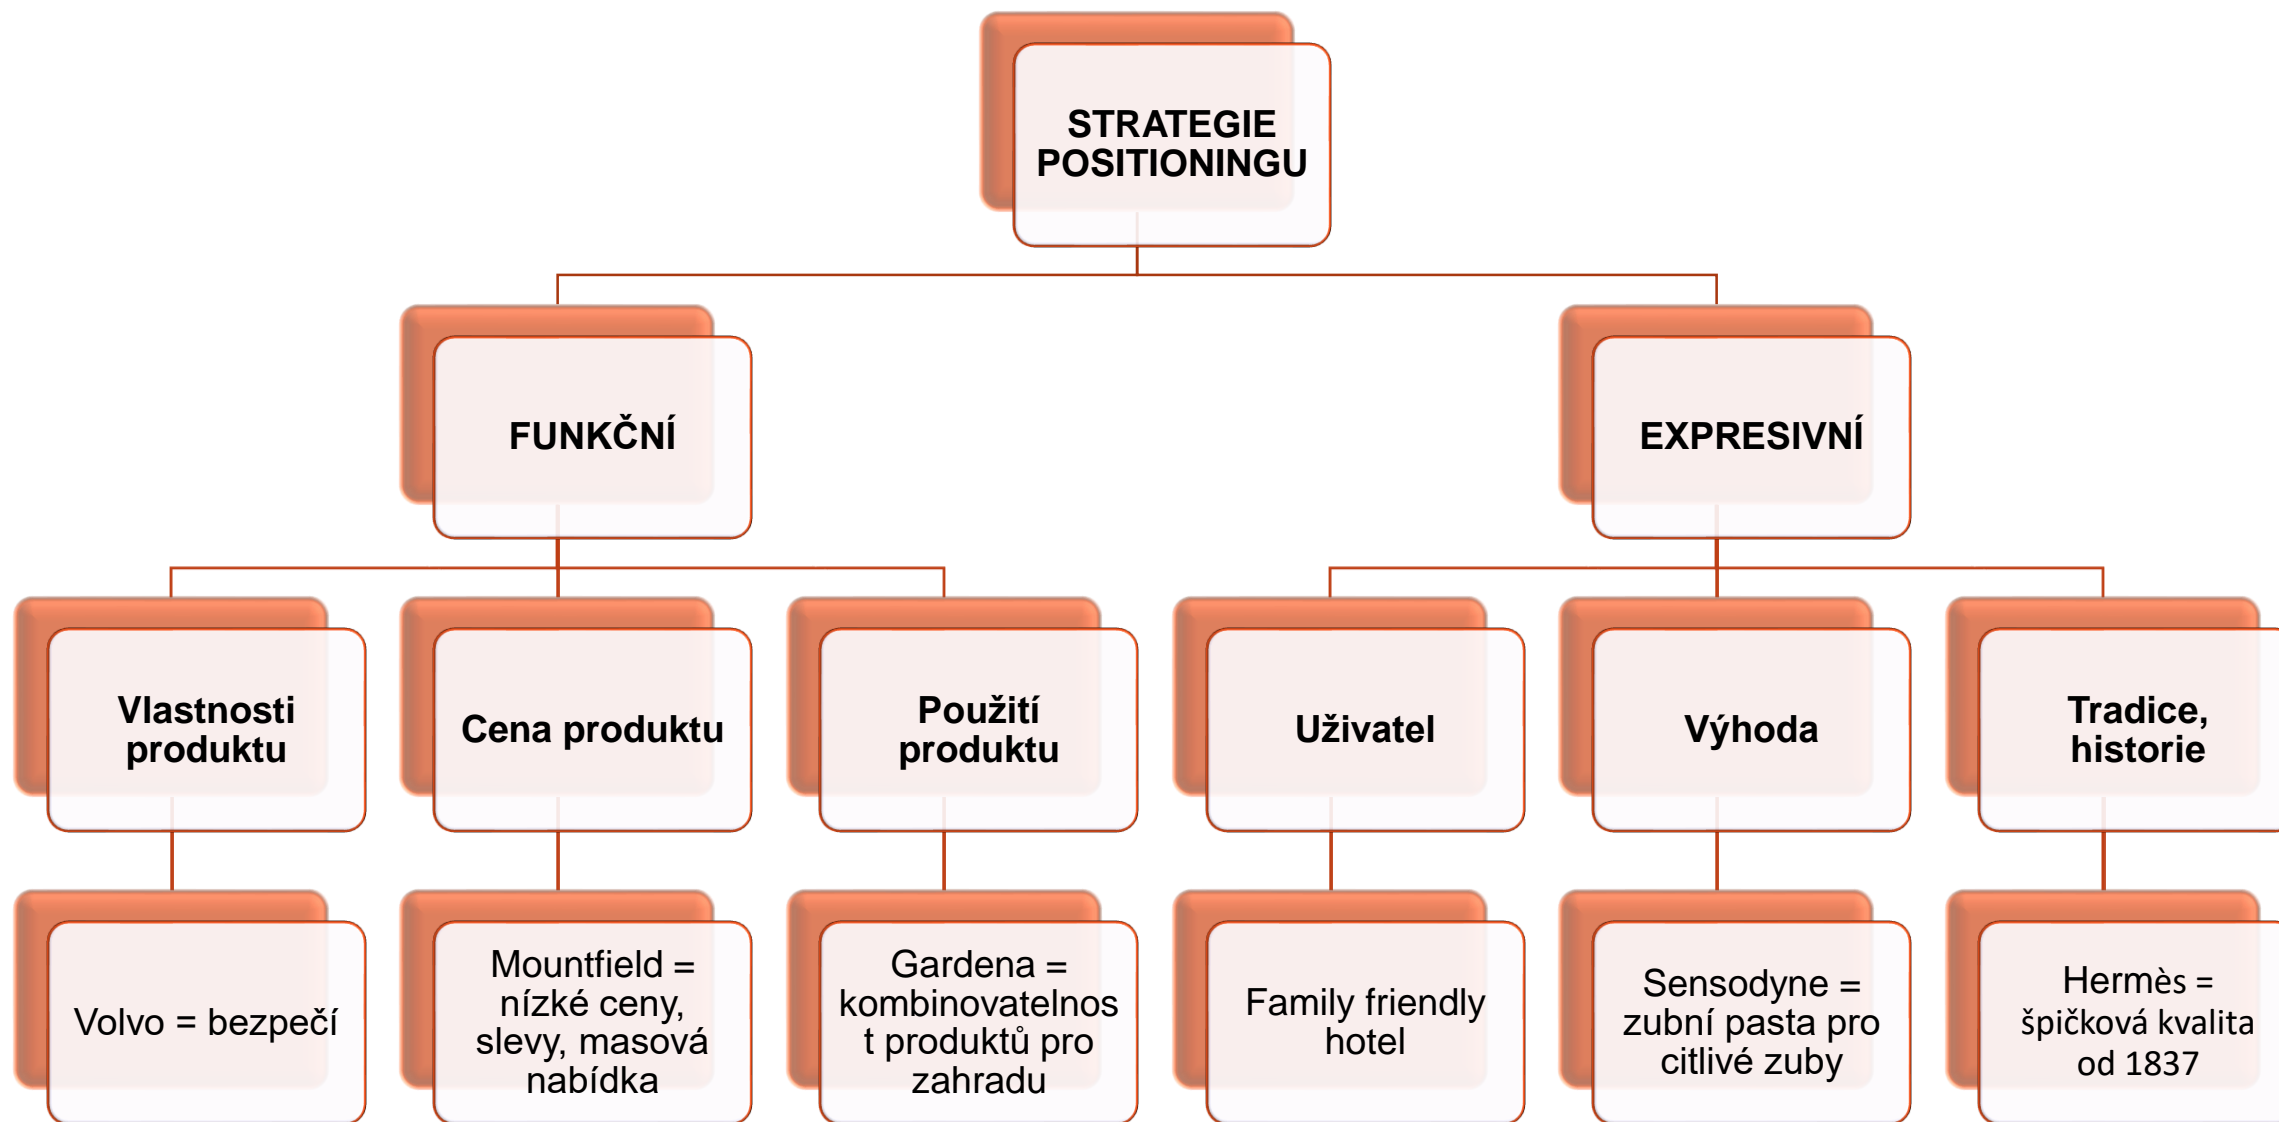 STRATEGIE
POSITIONINGU
FUNKČNÍ
EXPRESIVNÍ
Vlastnosti
produktu
Cena produktu
Použití
produktu
Uživatel
Výhoda
Tradice,
historie
Volvo = bezpečí
Mountfield =
nízké ceny,
slevy, masová
nabídka
Gardena =
kombinovatelnos
t produktů pro
zahradu
Family friendly
hotel
Sensodyne =
zubní pasta pro
citlivé zuby
Hermès =
špičková kvalita
od 1837